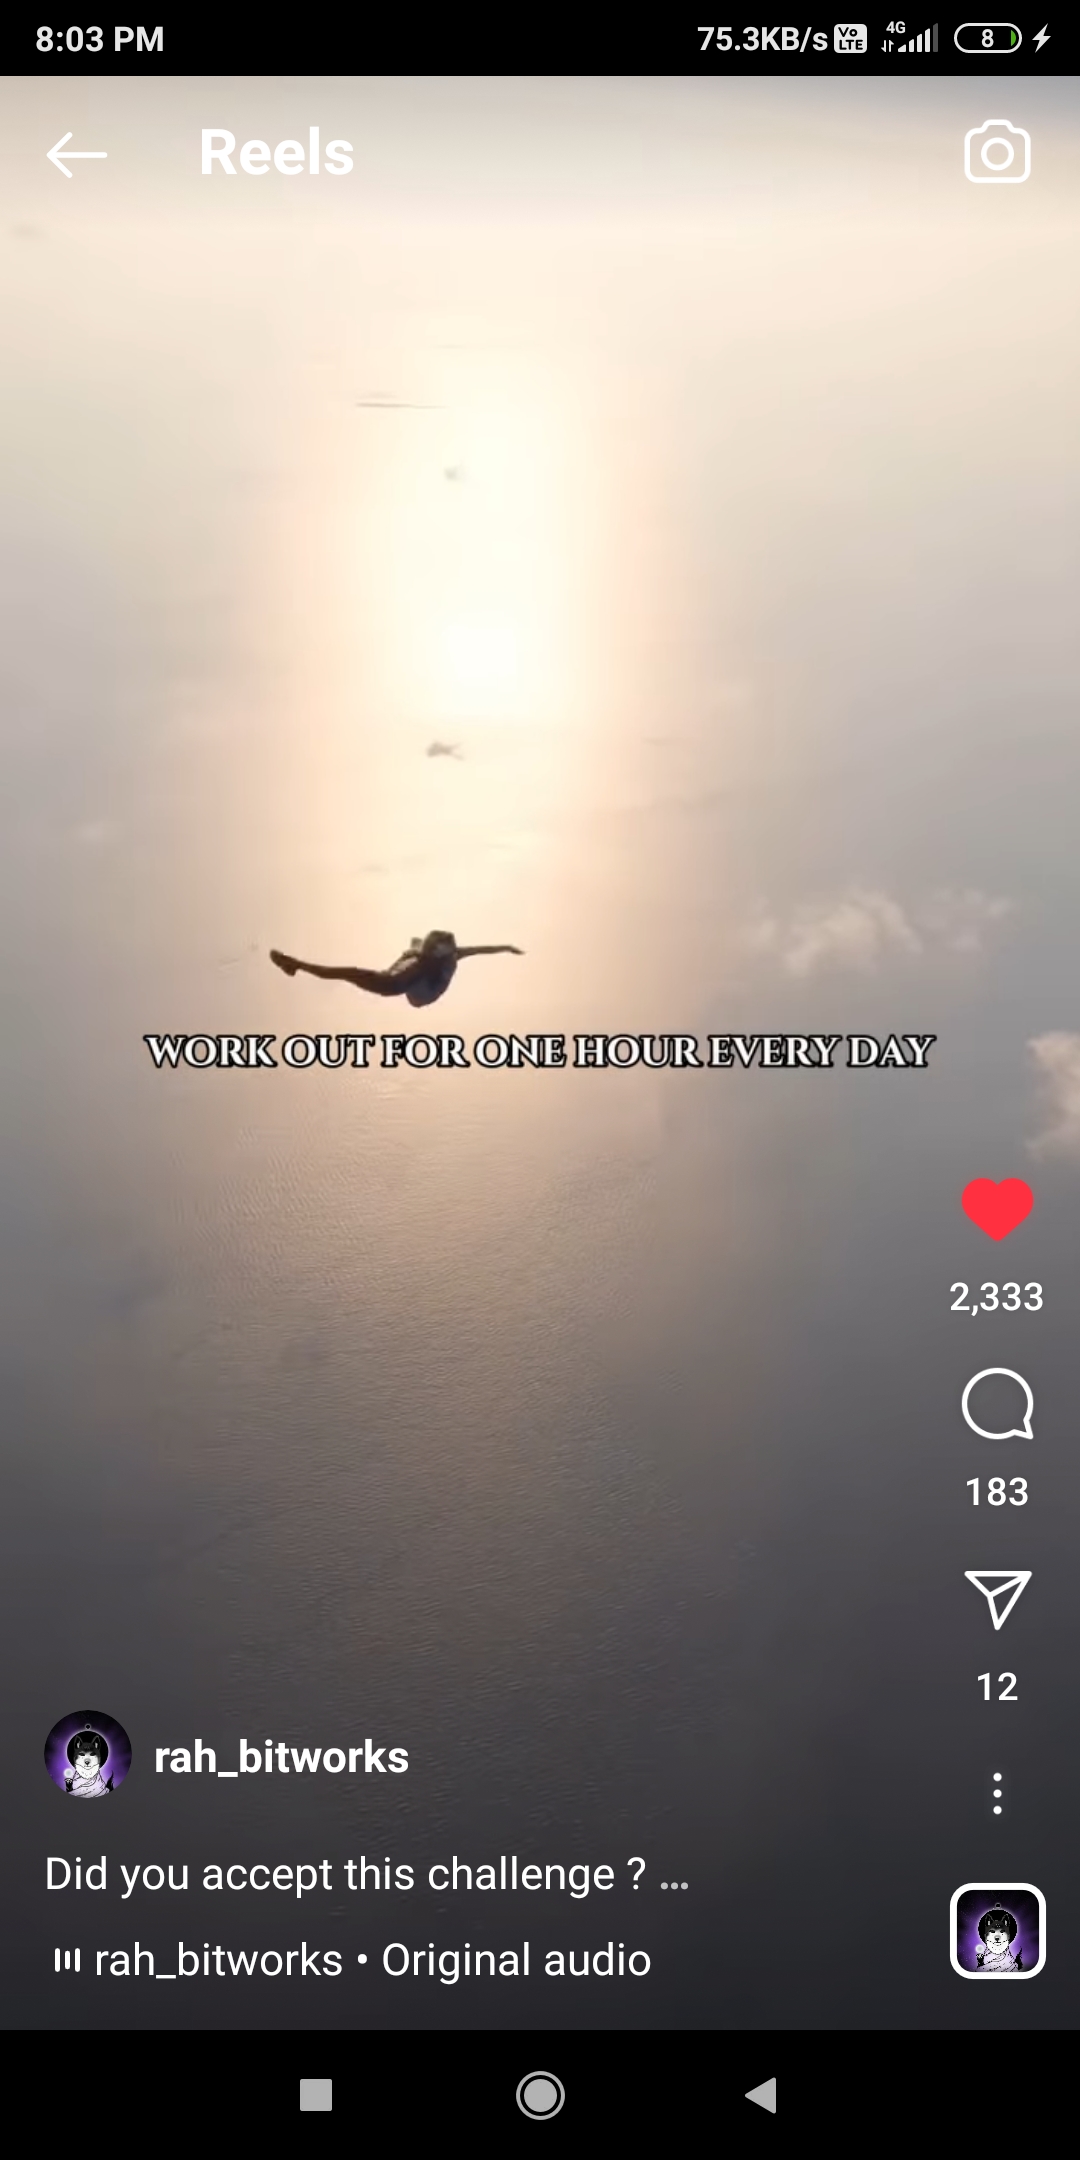 8:03 PM
75.3KB/s Vo LTE 4G 8
Reels
WORK OUT FOR ONE HOUR EVERY DAY
2,333
183
12
rah_bitworks
Did you accept this challenge ? ...
rah_bitworks • Original audio